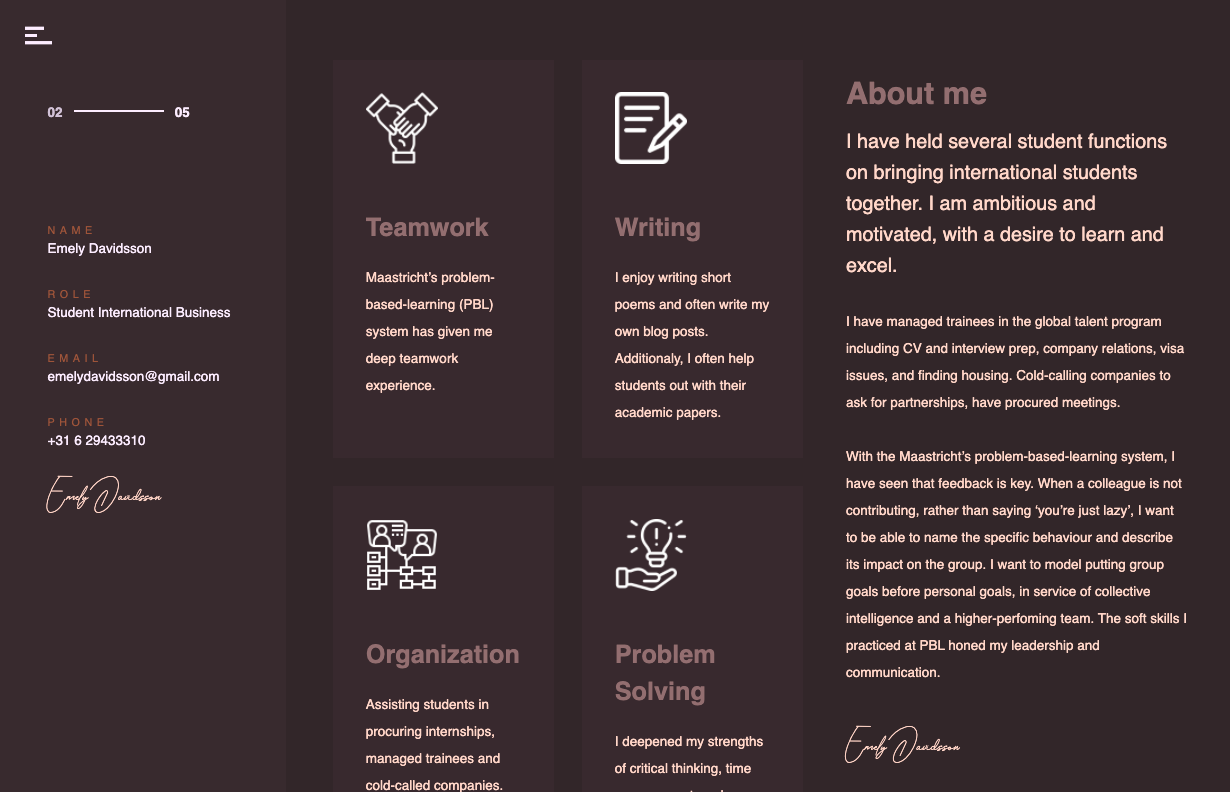 02
05
NAME
Emely Davidsson
ROLE
Student International Business
EMAIL
emelydavidsson@gmail.com
PHONE
+31 6 29433310
Emely Davidsson
Teamwork
Maastricht’s problem-
based-learning (PBL)
system has given me
deep teamwork
experience.
Writing
I enjoy writing short
poems and often write my
own blog posts.
Additionaly, I often help
students out with their
academic papers.
Organization
Assisting students in
procuring internships,
managed trainees and
cold-called companies.
Problem
Solving
I deepened my strengths
of critical thinking, time
About me
I have held several student functions
on bringing international students
together. I am ambitious and
motivated, with a desire to learn and
excel.
I have managed trainees in the global talent program
including CV and interview prep, company relations, visa
issues, and finding housing. Cold-calling companies to
ask for partnerships, have procured meetings.
With the Maastricht’s problem-based-learning system, I
have seen that feedback is key. When a colleague is not
contributing, rather than saying ‘you’re just lazy’, I want
to be able to name the specific behaviour and describe
its impact on the group. I want to model putting group
goals before personal goals, in service of collective
intelligence and a higher-perfoming team. The soft skills I
practiced at PBL honed my leadership and
communication.
Emely Davidsson